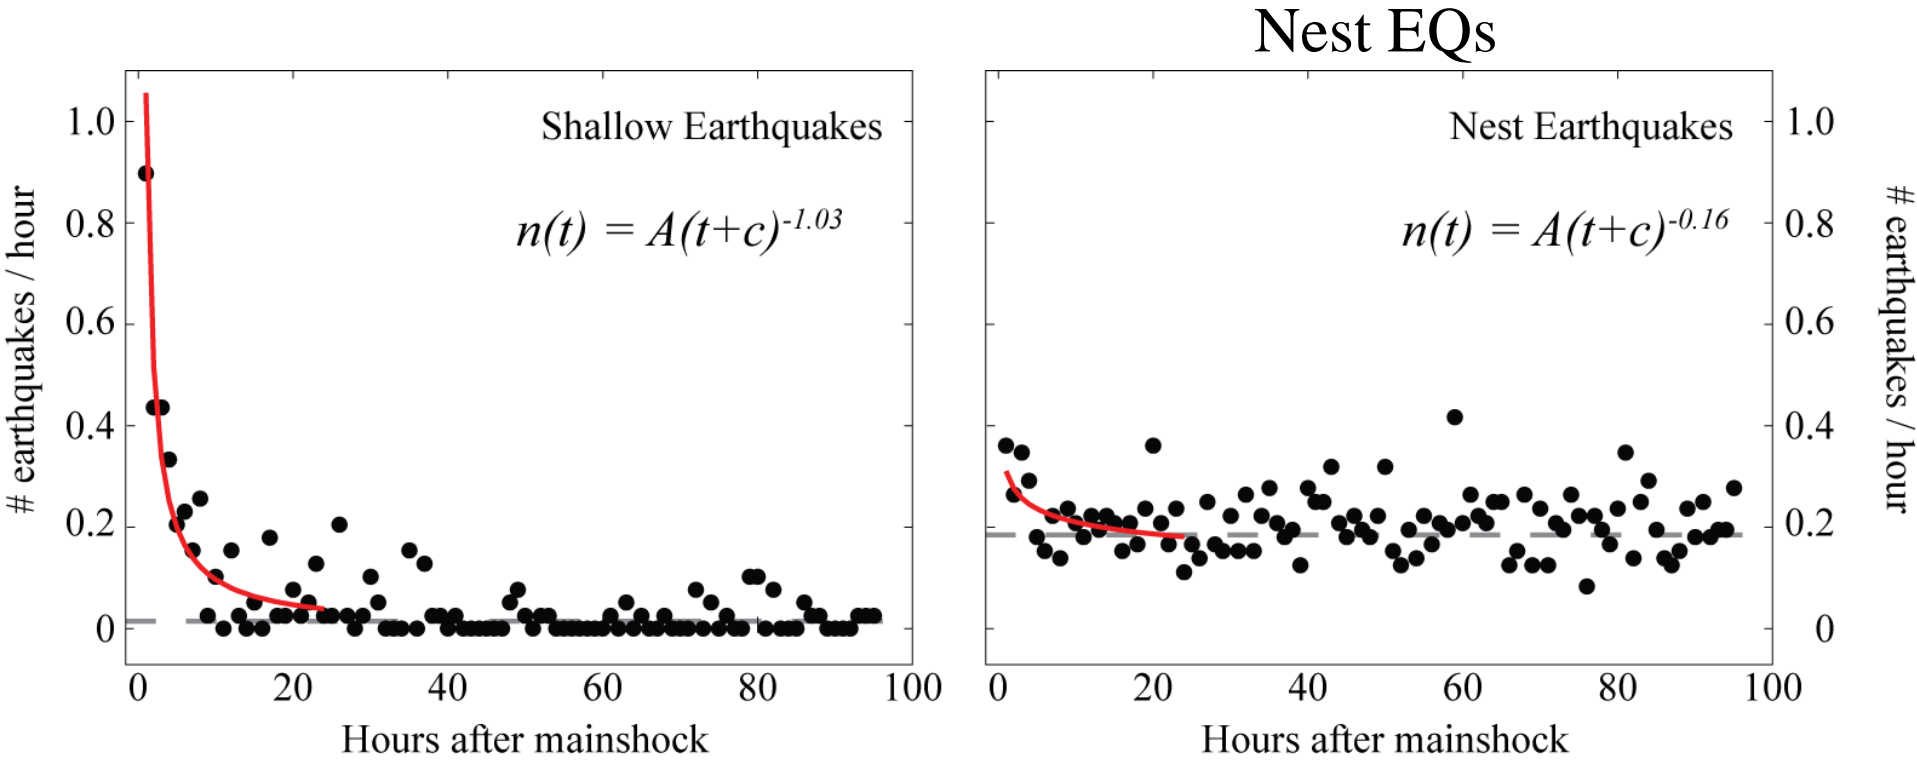 Nest EQs
Shallow Earthquakes
n(t) = A(t+c)-1.03
# earthquakes / hour
1.0
0.8
0.6
0.4
0.2
0
0 20 40 60 80 100
Hours after mainshock
Nest Earthquakes
n(t) = A(t+c)-0.16
1.0
0.8
0.6
0.4
0.2
0
# earthquakes / hour
0 20 40 60 80 100
Hours after mainshock